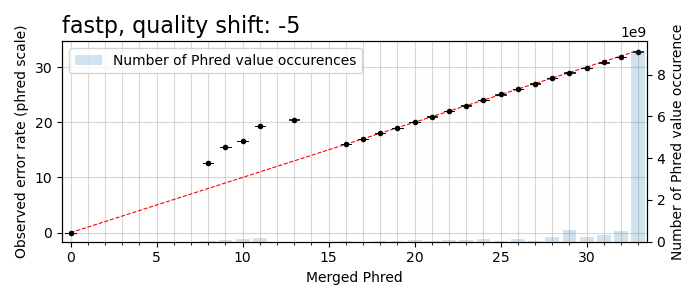 fastp, quality shift: -5
1e9
Number of Phred value occurences
Observed error rate (phred scale)
30
20
10
0
8
6
4
2
0
Number of Phred value occurence
0
5
10
15
20
25
30
Merged Phred